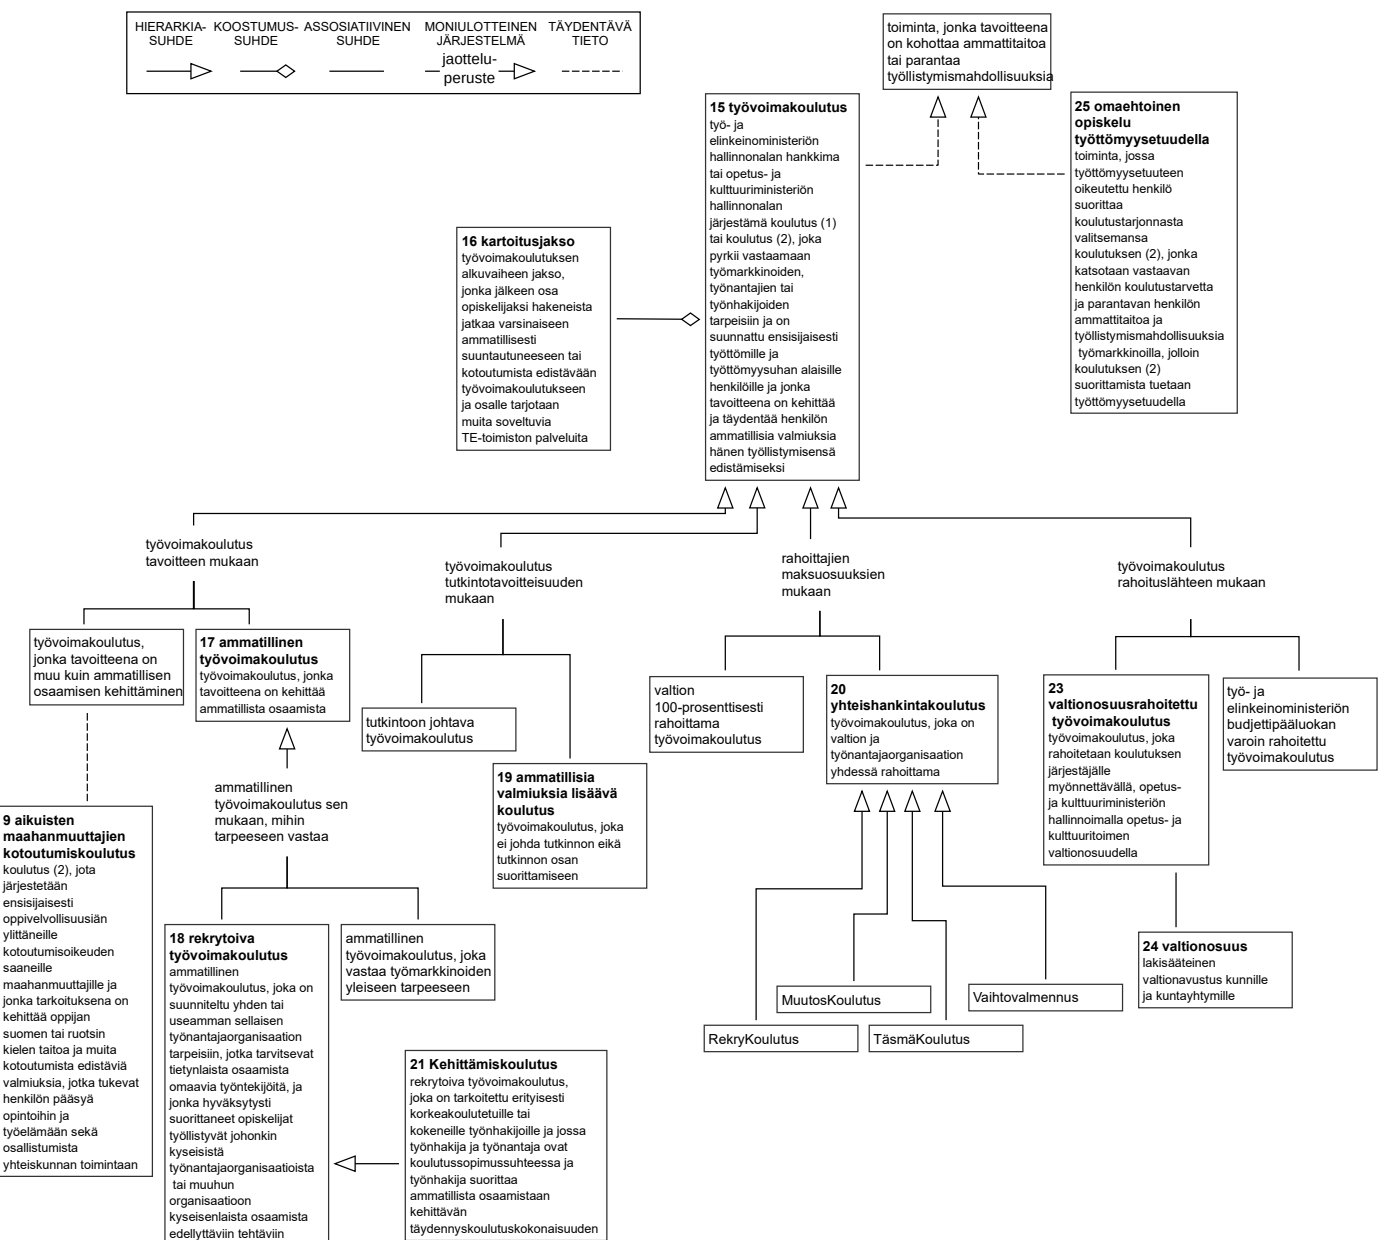 HIERARKIA-
SUHDE
KOOSTUMUS-
SUHDE
ASSOSIATIIVINEN
SUHDE
MONIULOTTEINEN
JÄRJESTELMÄ
jaottelu-
peruste
TÄYDENTÄVÄ
TIETO
toiminta, jonka tavoitteena
on kohottaa ammattitaitoa
tai parantaa
työllistymismahdollisuuksia
15 työvoimakoulutus
työ- ja
elinkeinoministeriön
hallinnonalan hankkima
tai opetus- ja
kulttuuriministeriön
hallinnonalan
järjestämä koulutus (1)
tai koulutus (2), joka
pyrkii vastaamaan
työmarkkinoiden,
työnantajien tai
työnhakijoiden
tarpeisiin ja on
suunnattu ensisijaisesti
työttömille ja
työttömyysuhan alaisille
henkilöille ja jonka
tavoitteena on kehittää
ja täydentää henkilön
ammatillisia valmiuksia
hänen työllistymisensä
edistämiseksi
25 omaehtoinen
opiskelu
työttömyysetuudella
toiminta, jossa
työttömyysetuuteen
oikeutettu henkilö
suorittaa
koulutustarjonnasta
valitsemansa
koulutuksen (2), jonka
katsotaan vastaavan
henkilön koulutustarvetta
ja parantavan henkilön
ammattitaitoa ja
työllistymismahdollisuuksia
työmarkkinoilla, jolloin
koulutuksen (2)
suorittamista tuetaan
työttömyysetuudella
16 kartoitusjakso
työvoimakoulutuksen
alkuvaiheen jakso,
jonka jälkeen osa
opiskelijaksi hakeneista
jatkaa varsinaiseen
ammatillisesti
suuntautuneeseen tai
kotoutumista edistävään
työvoimakoulutukseen
ja osalle tarjotaan
muita soveltuvia
TE-toimiston palveluita
työvoimakoulutus
tavoitteen mukaan
työvoimakoulutus
tutkintotavoitteisuuden
mukaan
rahoittajien
maksuosuuksien
mukaan
työvoimakoulutus
rahoituslähteen mukaan
työvoimakoulutus,
jonka tavoitteena on
muu kuin ammatillisen
osaamisen kehittäminen
17 ammatillinen
työvoimakoulutus
työvoimakoulutus, jonka
tavoitteena on kehittää
ammatillista osaamista
tutkintoon johtava
työvoimakoulutus
19 ammatillisia
valmiuksia lisäävä
koulutus
työvoimakoulutus, joka
ei johda tutkinnon eikä
tutkinnon osan
suorittamiseen
valtion
100-prosenttisesti
rahoittama
työvoimakoulutus
20
yhteishankintakoulutus
työvoimakoulutus, joka on
valtion ja
työnantajaorganisaation
yhdessä rahoittama
23
valtionosuusrahoitettu
työvoimakoulutus
työvoimakoulutus, joka
rahoitetaan koulutuksen
järjestäjälle
myönnettävällä, opetus-
ja kulttuuriministeriön
hallinnoimalla opetus- ja
kulttuuritoimen
valtionosuudella
työ- ja
elinkeinoministeriön
budjettipääluokan
varoin rahoitettu
työvoimakoulutus
ammatillinen
työvoimakoulutus sen
mukaan, mihin
tarpeeseen vastaa
9 aikuisten
maahanmuuttajien
kotoutumiskoulutus
koulutus (2), jota
järjestetään
ensisijaisesti
oppivelvollisuusiän
ylittäneille
kotoutumisoikeuden
saaneille
maahanmuuttajille ja
jonka tarkoituksena on
kehittää oppijan
suomen tai ruotsin
kielen taitoa ja muita
kotoutumista edistäviä
valmiuksia, jotka tukevat
henkilön pääsyä
opintoihin ja
työelämään sekä
osallistumista
yhteiskunnan toimintaan
18 rekrytoiva
työvoimakoulutus
ammatillinen
työvoimakoulutus, joka on
suunniteltu yhden tai
useamman sellaisen
työnantajaorganisaation
tarpeisiin, jotka tarvitsevat
tietynlaista osaamista
omaavia työntekijöitä, ja
jonka hyväksytysti
suorittaneet opiskelijat
työllistyvät johonkin
kyseisistä
työnantajaorganisaatioista
tai muuhun
organisaatioon
kyseisenlaista osaamista
edellyttäviin tehtäviin
ammatillinen
työvoimakoulutus, joka
vastaa työmarkkinoiden
yleiseen tarpeeseen
21 Kehittämiskoulutus
rekrytoiva työvoimakoulutus,
joka on tarkoitettu erityisesti
korkeakoulutetuille tai
kokeneille työnhakijoille ja jossa
työnhakija ja työnantaja ovat
koulutussopimussuhteessa ja
työnhakija suorittaa
ammatillista osaamistaan
kehittävän
täydennyskoulutuskokonaisuuden
MuutosKoulutus
Vaihtovalmennus
RekryKoulutus
TäsmäKoulutus
24 valtionosuus
lakisääteinen
valtionavustus kunnille
ja kuntayhtymille